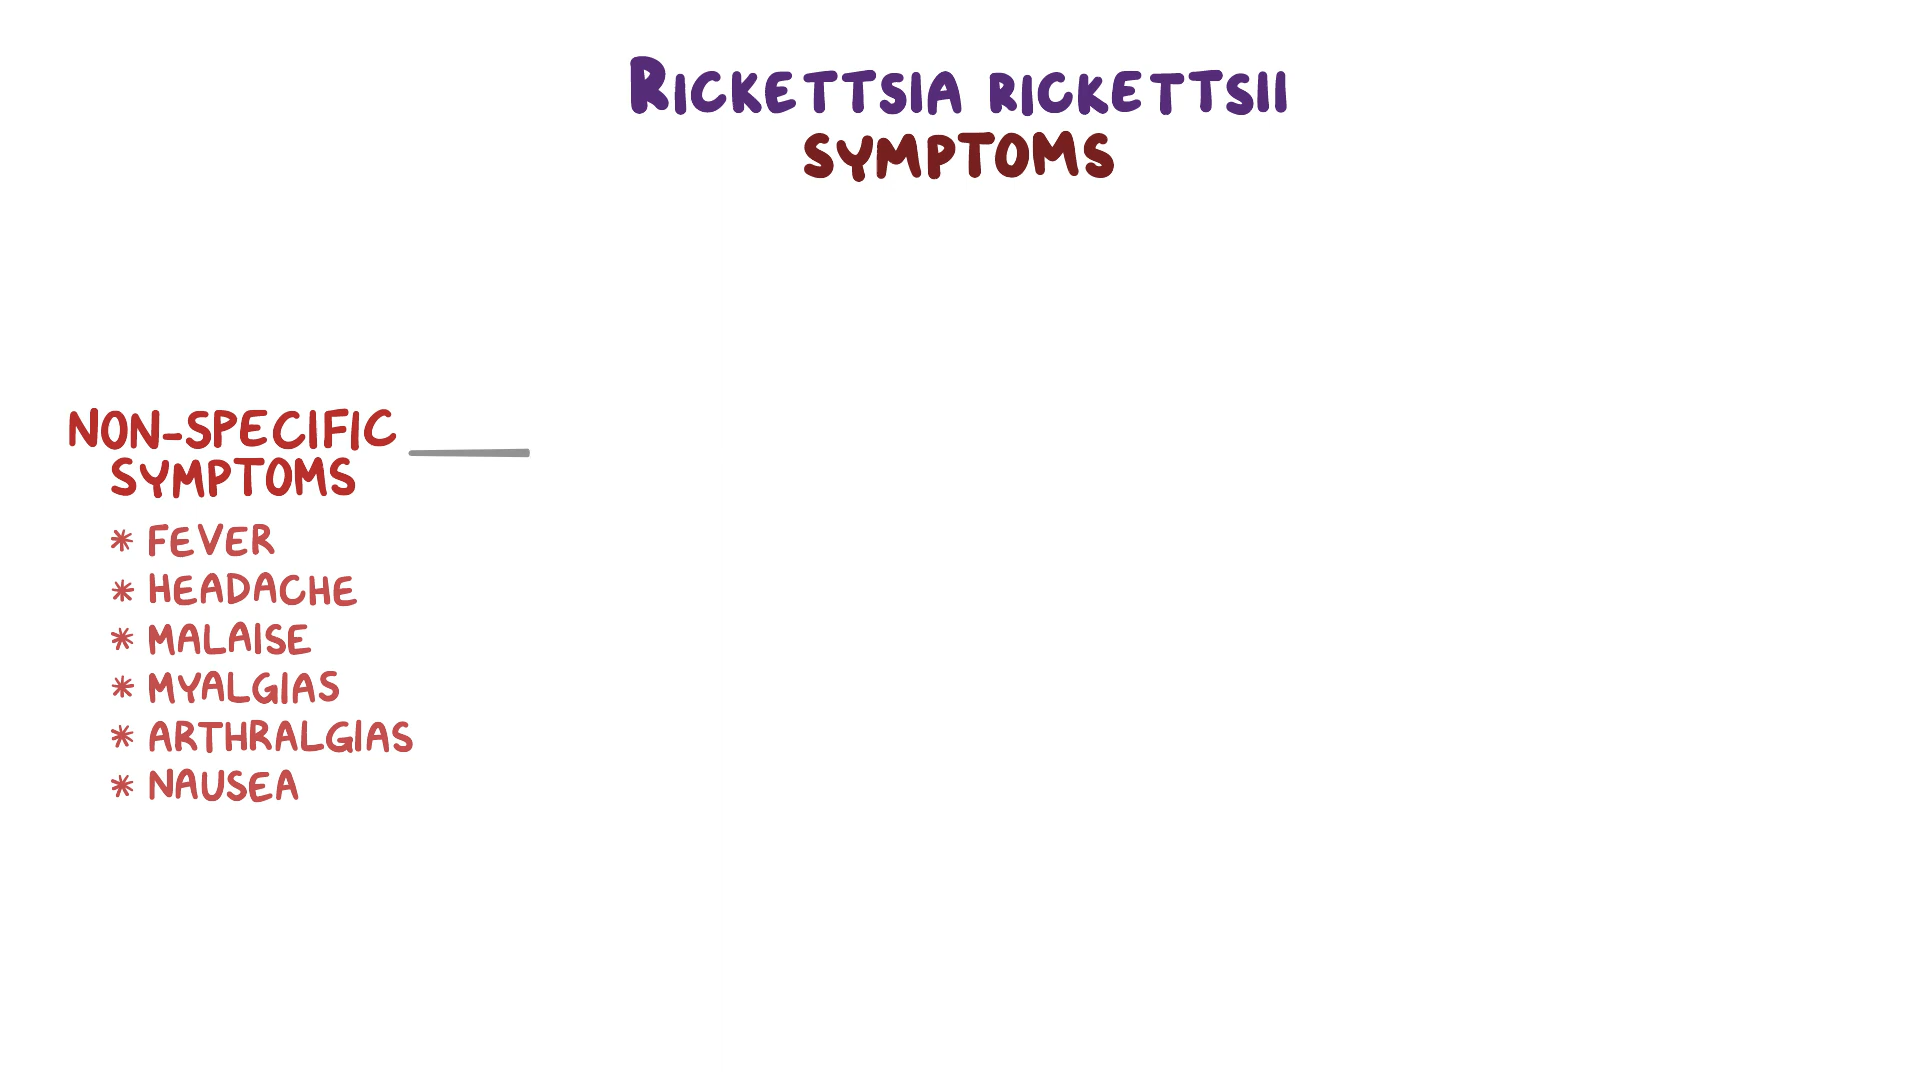 RICKETTSIA RICKETTSII
SYMPTOMS
NON-SPECIFIC
SYMPTOMS
* FEVER
* HEADACHE
* MALAISE
* MYALGIAS
* ARTHRALGIAS
* NAUSEA